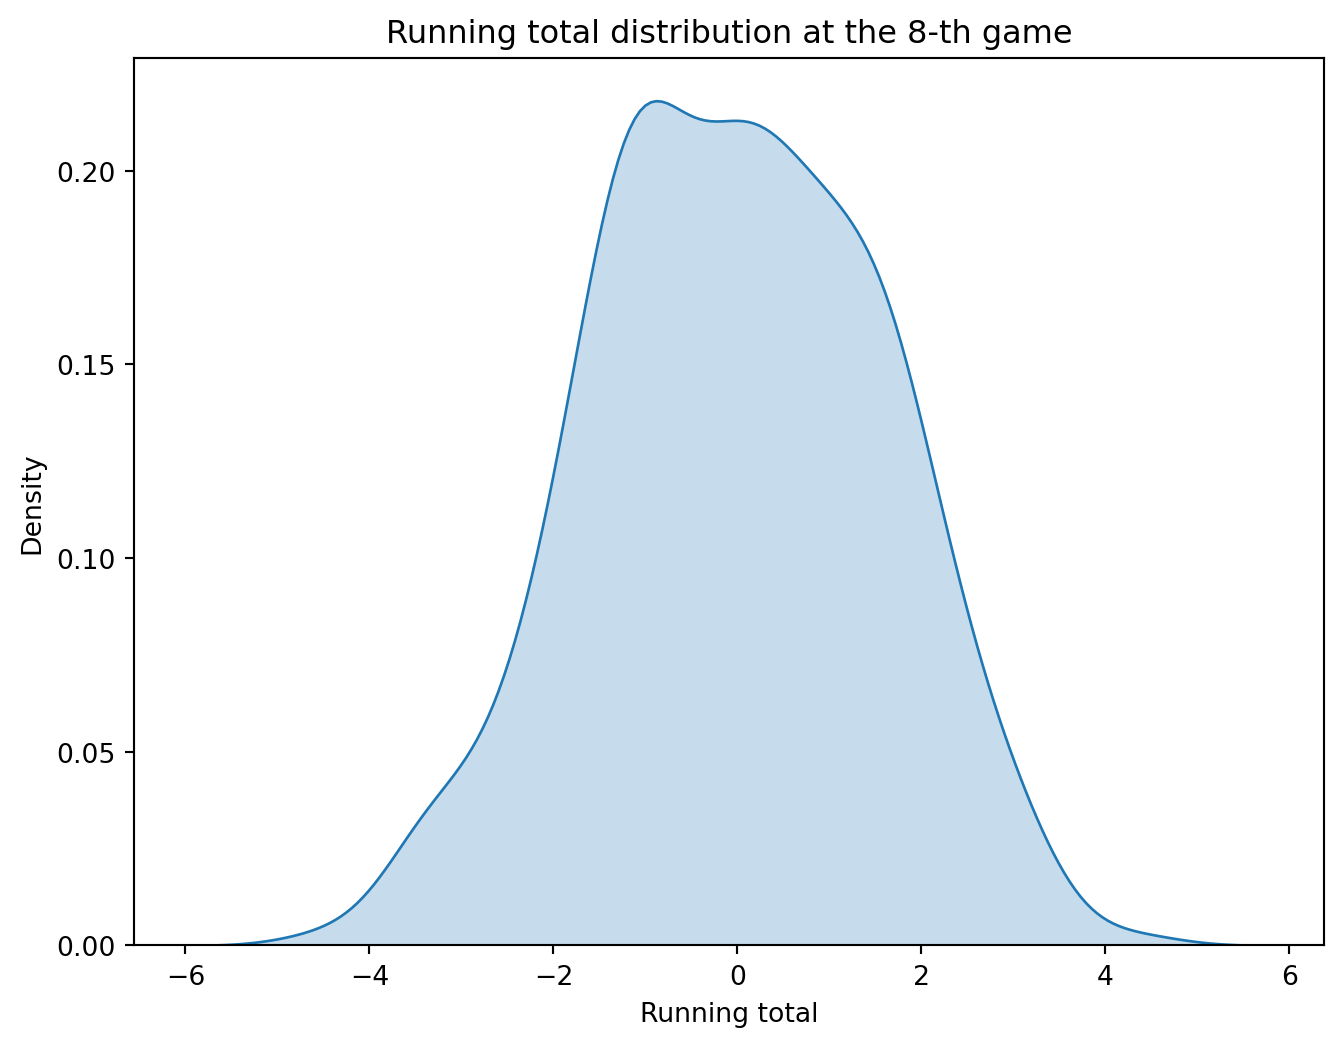 Running total distribution at the 8-th game
Density
0.20
0.15
0.10
0.05
0.00
−6 −4 −2 0 2 4 6
Running total